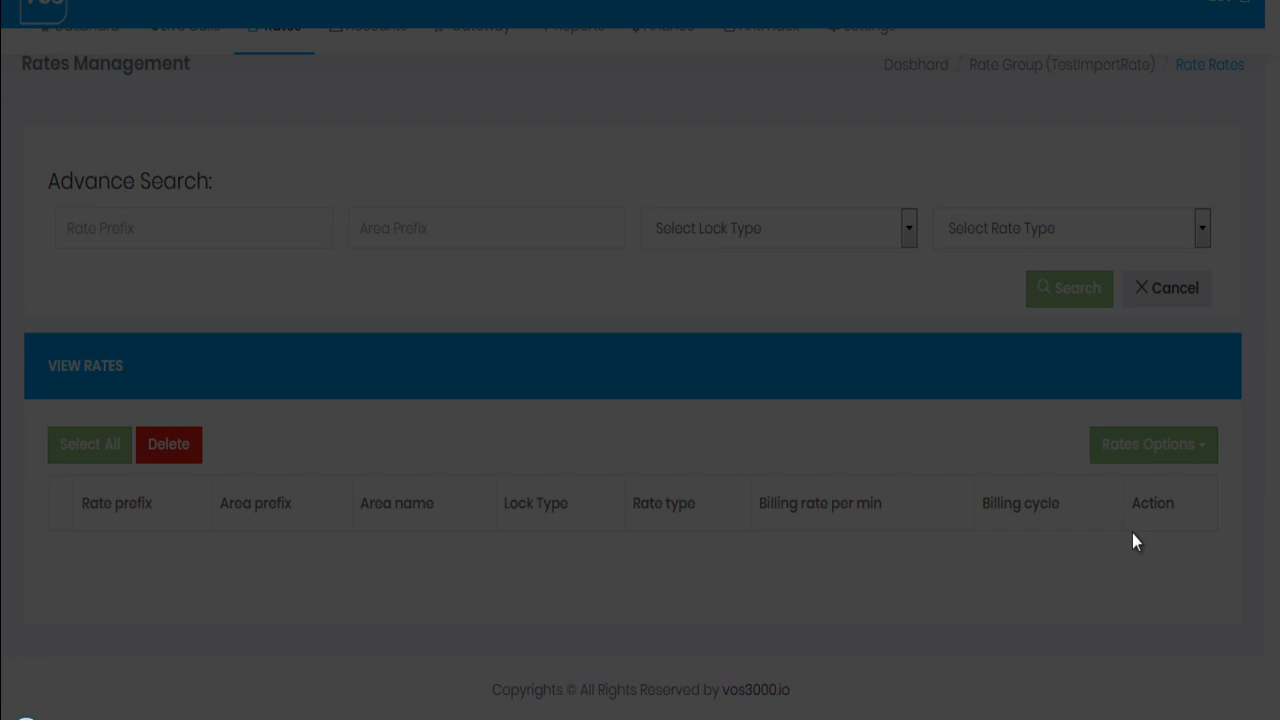 Rates Management
Dasbhard / Rate Group (TestImportRate) / Rate Rates
Advance Search:
Rate Prefix
Area Prefix
Select Lock Type
Select Rate Type
Search
Cancel
VIEW RATES
Select All
Delete
Rates Options
Rate prefix
Area prefix
Area name
Lock Type
Rate type
Billing rate per min
Billing cycle
Action
Copyrights © All Rights Reserved by vos3000.io